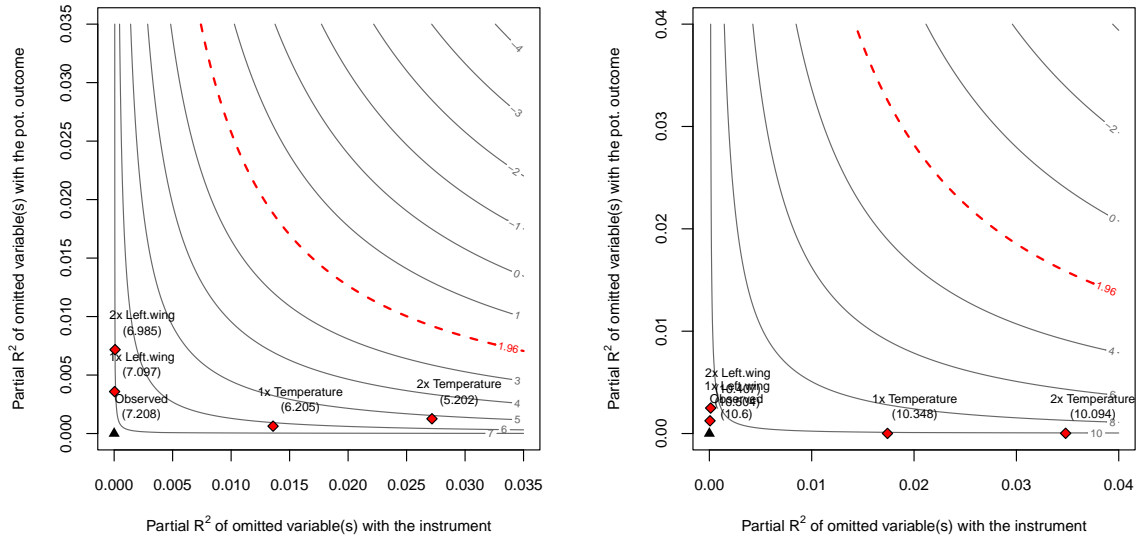 0.035
0.030
0.025
0.020
0.015
0.010
0.005
0.000
Partial R² of omitted variable(s) with the pot. outcome
−4
−3
−2
−1
0
1
1.96
3
4
5
6
7
2x Left.wing
(6.985)
1x Left.wing
(7.097)
Observed
(7.208)
1x Temperature
(6.205)
2x Temperature
(5.202)
0.000 0.005 0.010 0.015 0.020 0.025 0.030 0.035
Partial R² of omitted variable(s) with the instrument
0.04
0.03
0.02
0.01
0.00
Partial R² of omitted variable(s) with the pot. outcome
−2
0
1.96
4
6
8
10
2x Left.wing
(10.407)
1x Left.wing
(10.504)
Observed
(10.6)
1x Temperature
(10.348)
2x Temperature
(10.094)
0.00 0.01 0.02 0.03 0.04
Partial R² of omitted variable(s) with the instrument